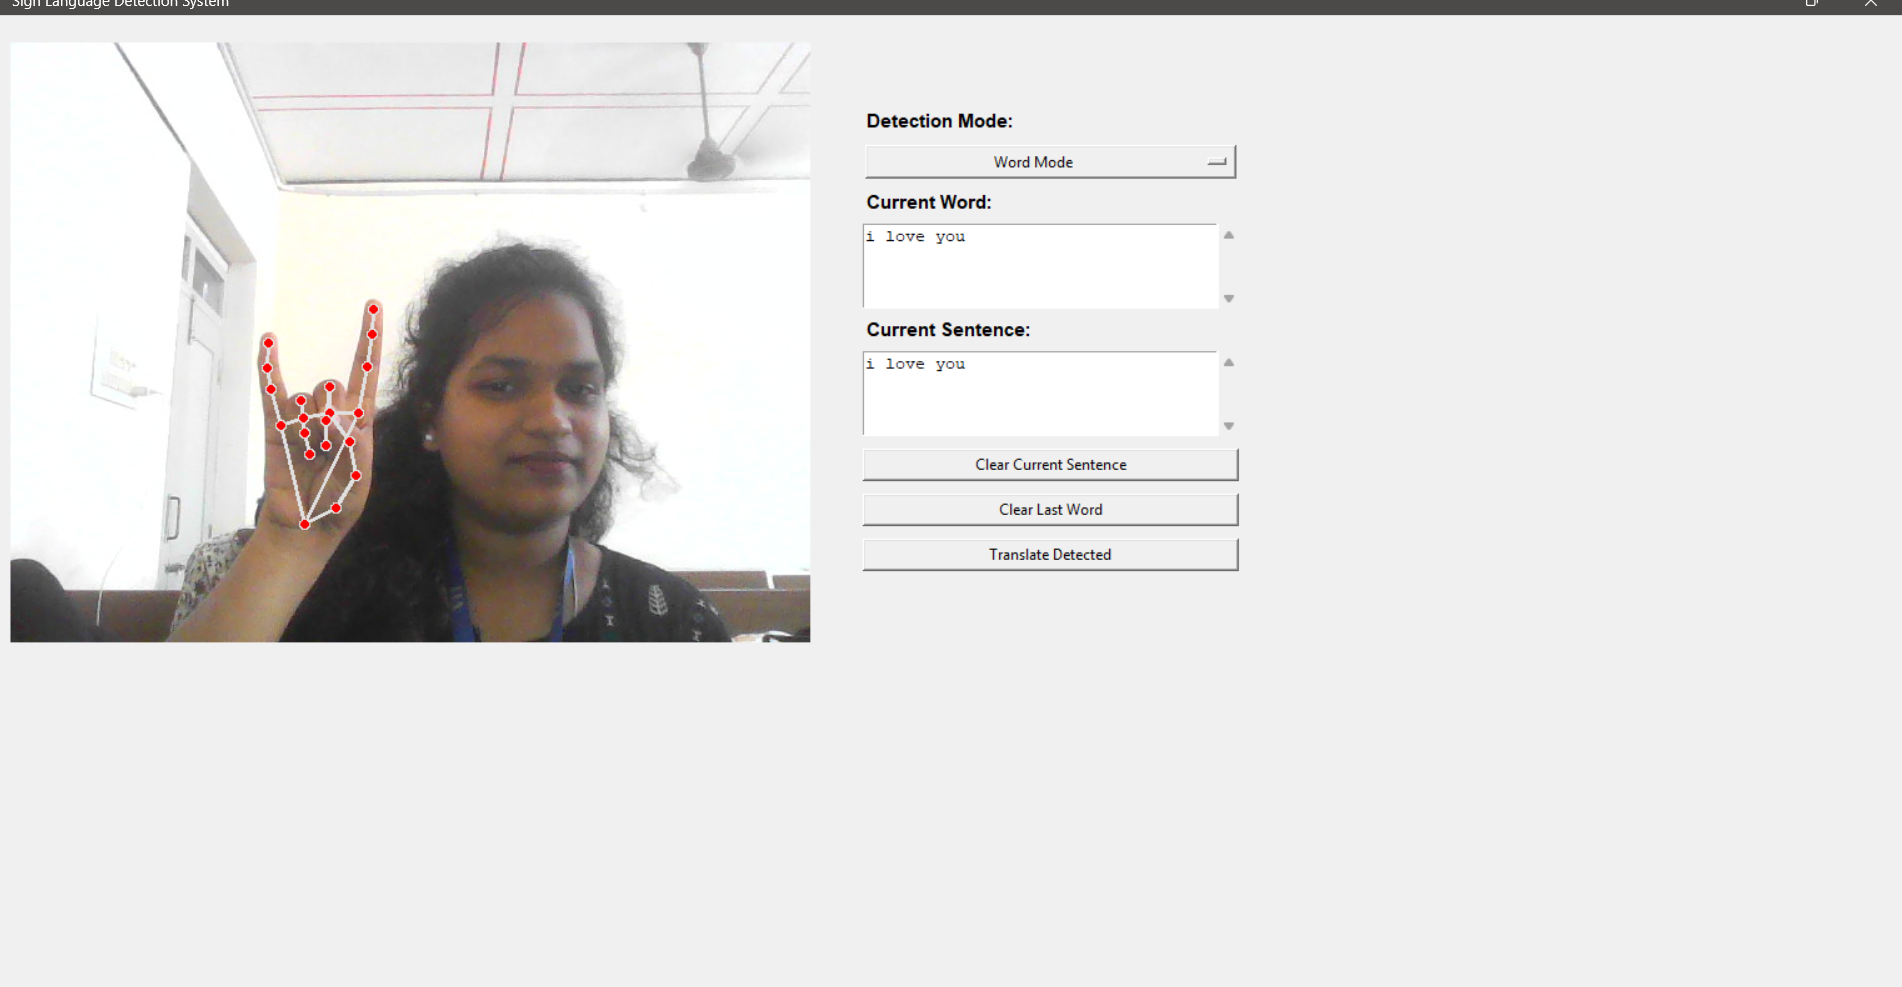 Sign Language Detection System
Detection Mode:
Word Mode
Current Word:
i love you
Current Sentence:
i love you
Clear Current Sentence
Clear Last Word
Translate Detected